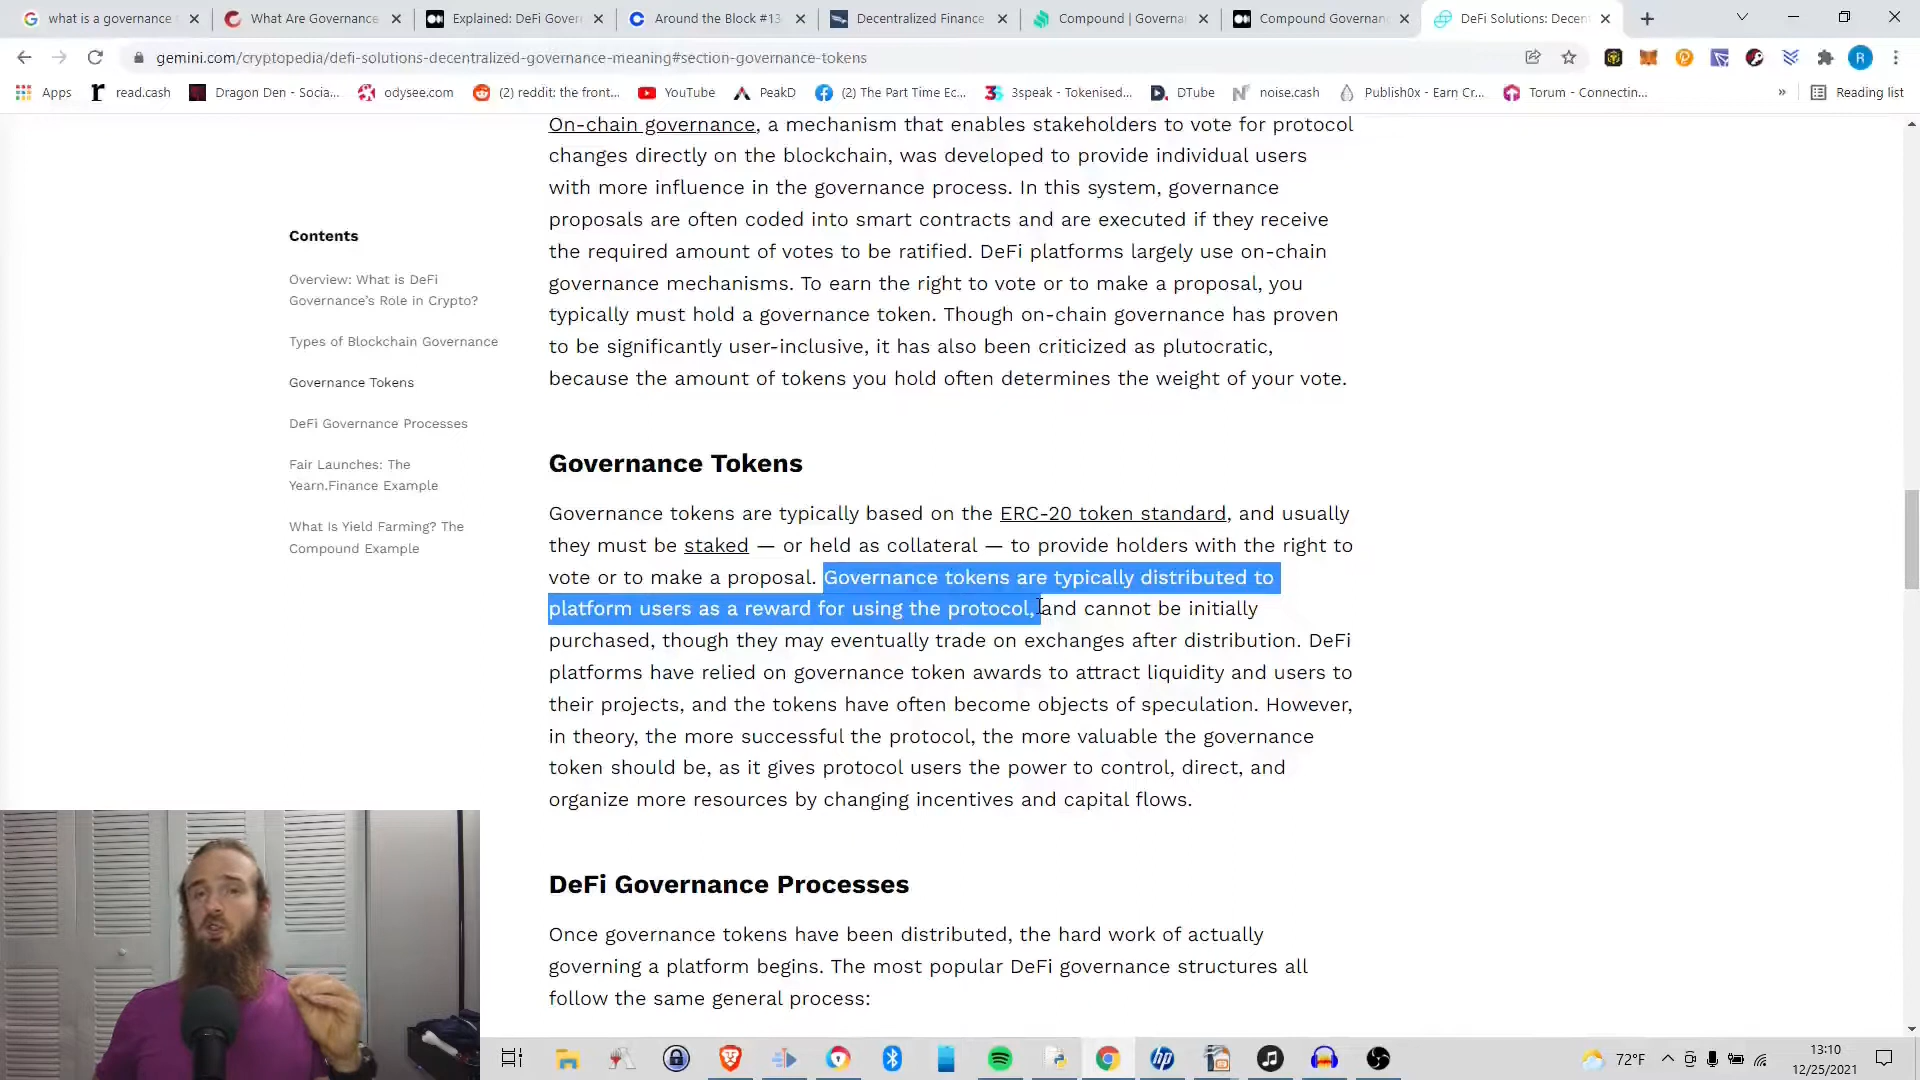 what is a governance
What Are Governance
Explained: DeFi Gover
Around the Block #13
Decentralized Finance
Compound | Governa
Compound Governanc
DeFi Solutions: Decen
gemini.com/cryptopedia/defi-solutions-decentralized-governance-meaning#section-governance-tokens
R
Apps
read.cash
Dragon Den - Socia...
odysee.com
(2) reddit: the front...
YouTube
PeakD
(2) The Part Time Ec...
3speak - Tokenised...
DTube
noise.cash
Publish0x - Earn Cr...
Torum - Connectin...
»
Reading list
Contents
Overview: What is DeFi
Governance’s Role in Crypto?
Types of Blockchain Governance
Governance Tokens
DeFi Governance Processes
Fair Launches: The
Yearn.Finance Example
What Is Yield Farming? The
Compound Example
On-chain governance, a mechanism that enables stakeholders to vote for protocol
changes directly on the blockchain, was developed to provide individual users
with more influence in the governance process. In this system, governance
proposals are often coded into smart contracts and are executed if they receive
the required amount of votes to be ratified. DeFi platforms largely use on-chain
governance mechanisms. To earn the right to vote or to make a proposal, you
typically must hold a governance token. Though on-chain governance has proven
to be significantly user-inclusive, it has also been criticized as plutocratic,
because the amount of tokens you hold often determines the weight of your vote.
Governance Tokens
Governance tokens are typically based on the ERC-20 token standard, and usually
they must be staked — or held as collateral — to provide holders with the right to
vote or to make a proposal. Governance tokens are typically distributed to
platform users as a reward for using the protocol, and cannot be initially
purchased, though they may eventually trade on exchanges after distribution. DeFi
platforms have relied on governance token awards to attract liquidity and users to
their projects, and the tokens have often become objects of speculation. However,
in theory, the more successful the protocol, the more valuable the governance
token should be, as it gives protocol users the power to control, direct, and
organize more resources by changing incentives and capital flows.
DeFi Governance Processes
Once governance tokens have been distributed, the hard work of actually
governing a platform begins. The most popular DeFi governance structures all
follow the same general process:
72°F
13:10
12/25/2021